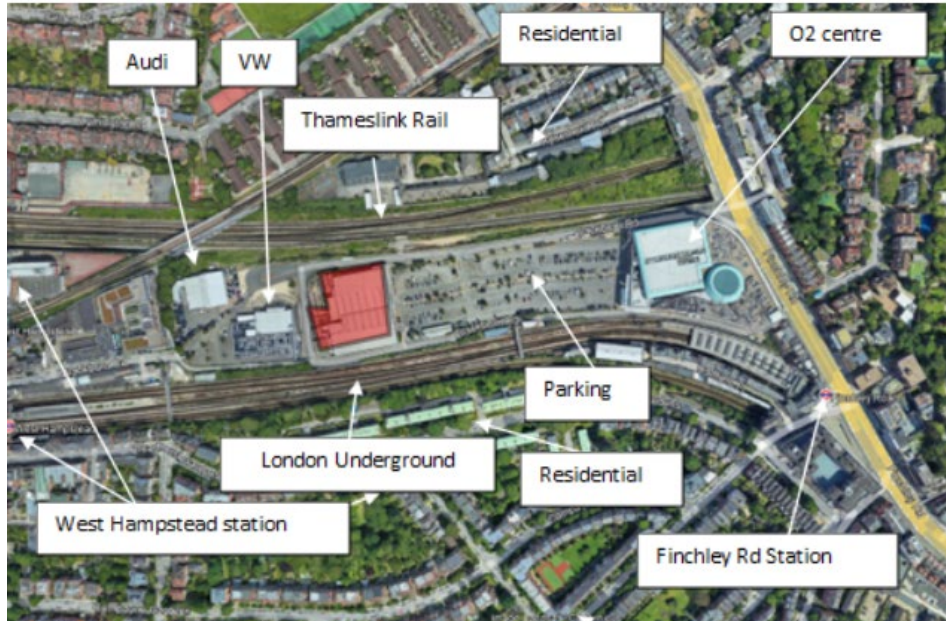 Residential
O2 centre
Audi
VW
Thameslink Rail
Parking
London Underground
Residential
West Hampstead station
Finchley Rd Station